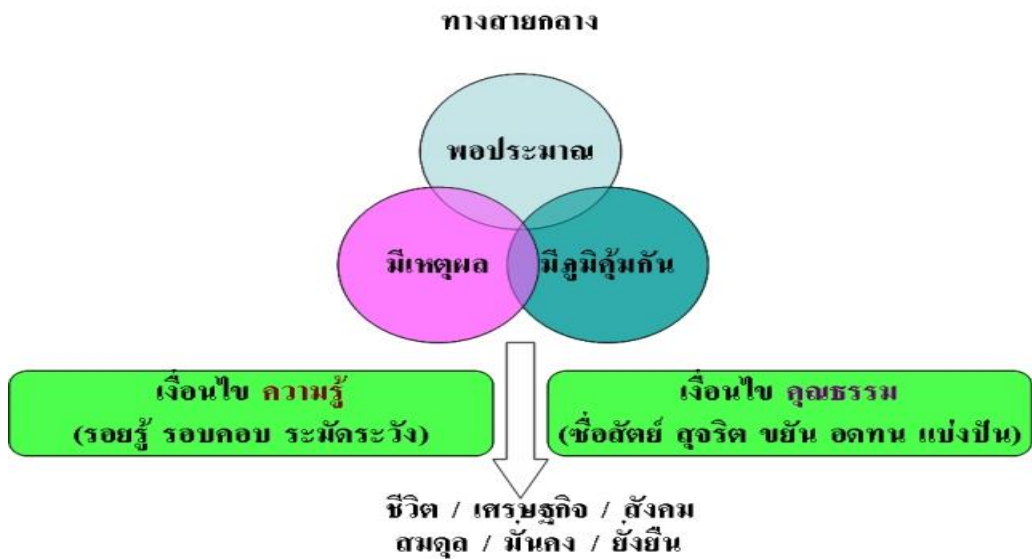 ทางสายกลาง
พอประมาณ
มีเหตุผล
มีภูมิคุ้มกัน
เงื่อนไข ความรู้
(รอยรู้ รอบคอบ ระมัดระวัง)
เงื่อนไข คุณธรรม
(ซื่อสัตย์ สุจริต ขยัน อดทน แบ่งปัน)
ชีวิต / เศรษฐกิจ / สังคม
สมดุล / มั่นคง / ยั่งยืน